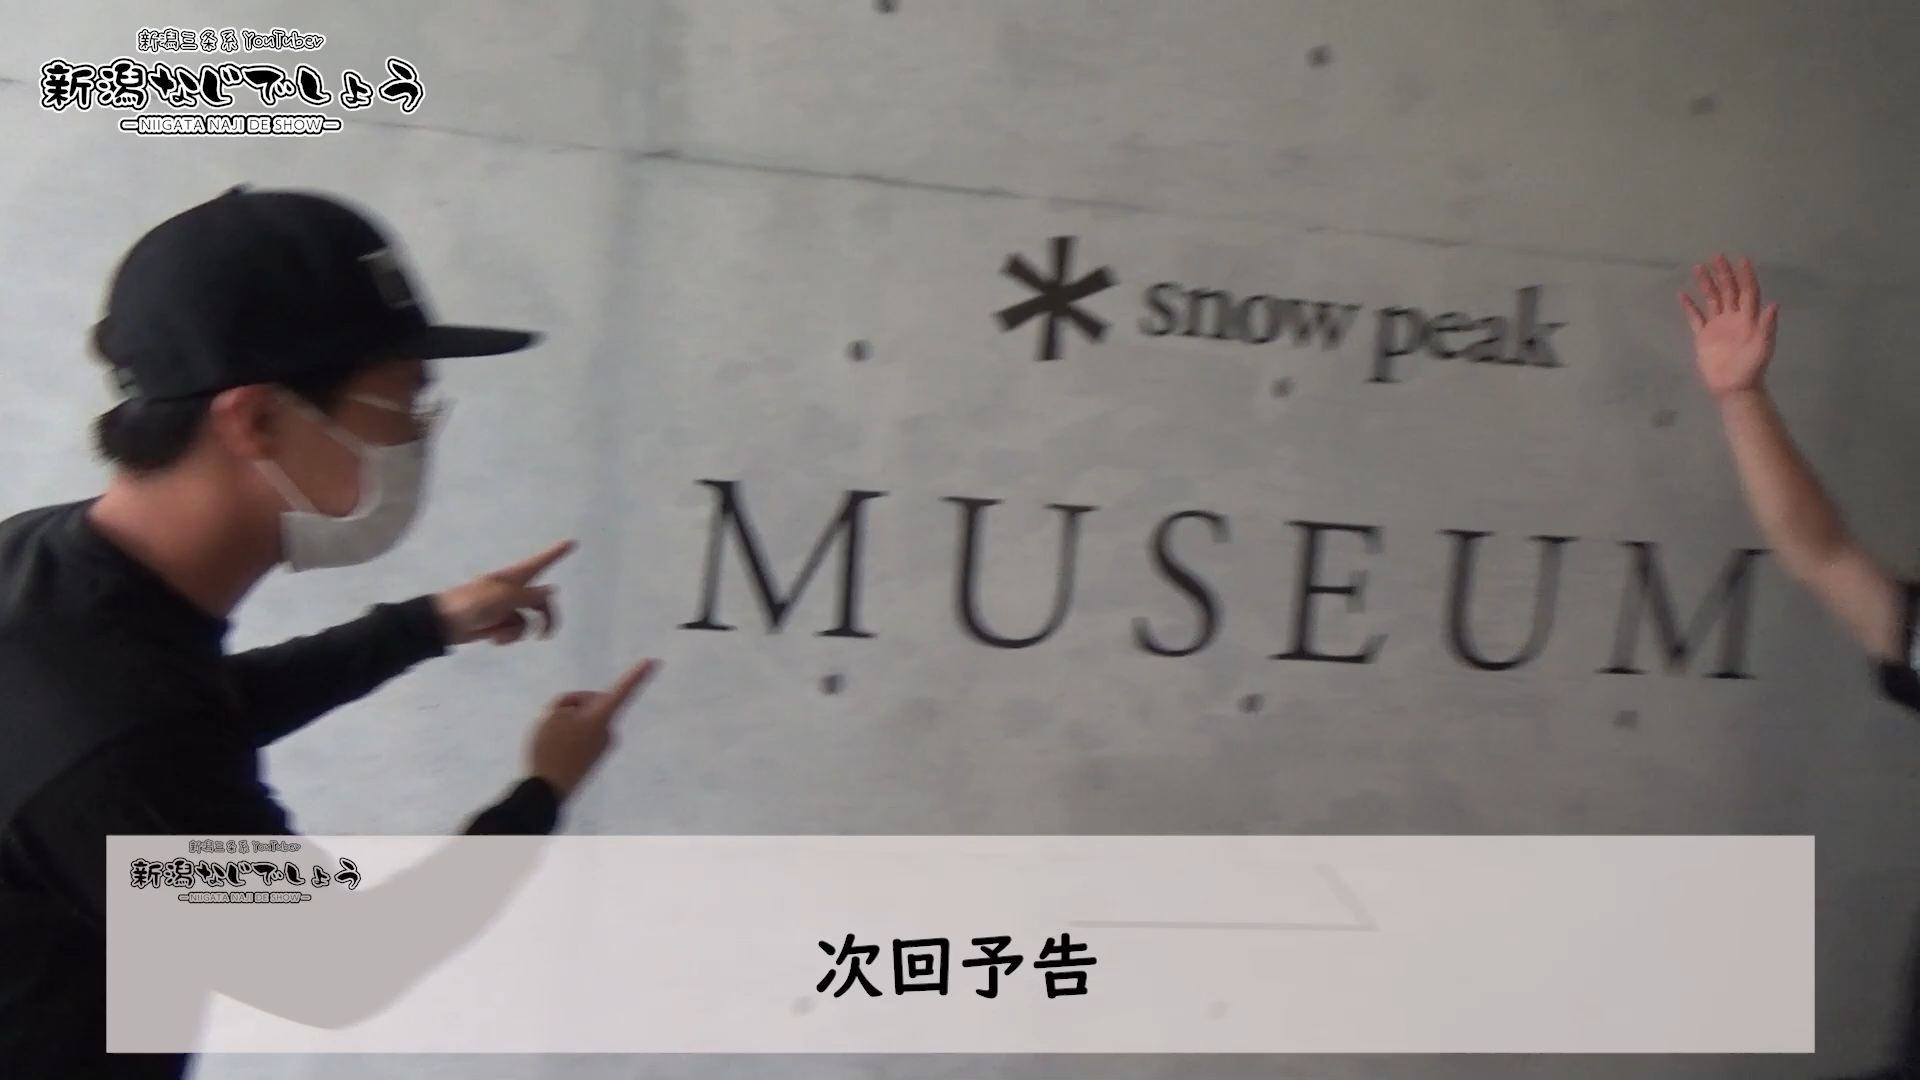 新潟三条系 YouTuber
新潟なじでしょう
NIIGATA NAJI DE SHOW
snow peak
MUSEUM
新潟三条系 YouTuber
新潟なじでしょう
NIIGATA NAJI DE SHOW
次回予告